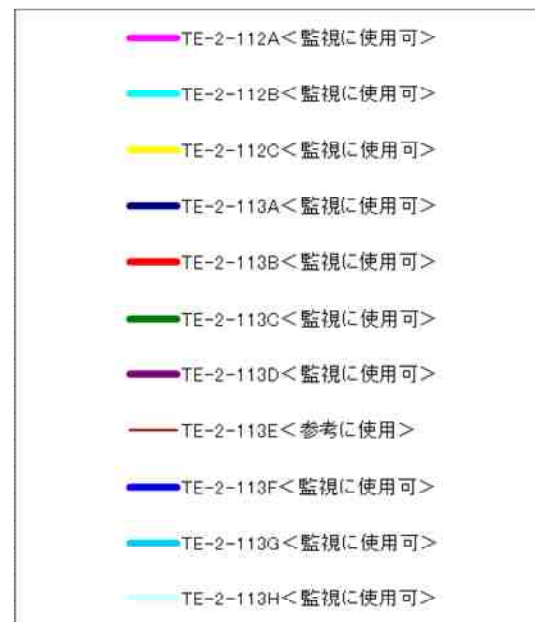 TE-2-112A<監視に使用可>
TE-2-112B<監視に使用可>
TE-2-112C<監視に使用可>
TE-2-113A<監視に使用可>
TE-2-113B<監視に使用可>
TE-2-113C<監視に使用可>
TE-2-113D<監視に使用可>
TE-2-113E<参考に使用>
TE-2-113F<監視に使用可>
TE-2-113G<監視に使用可>
TE-2-113H<監視に使用可>